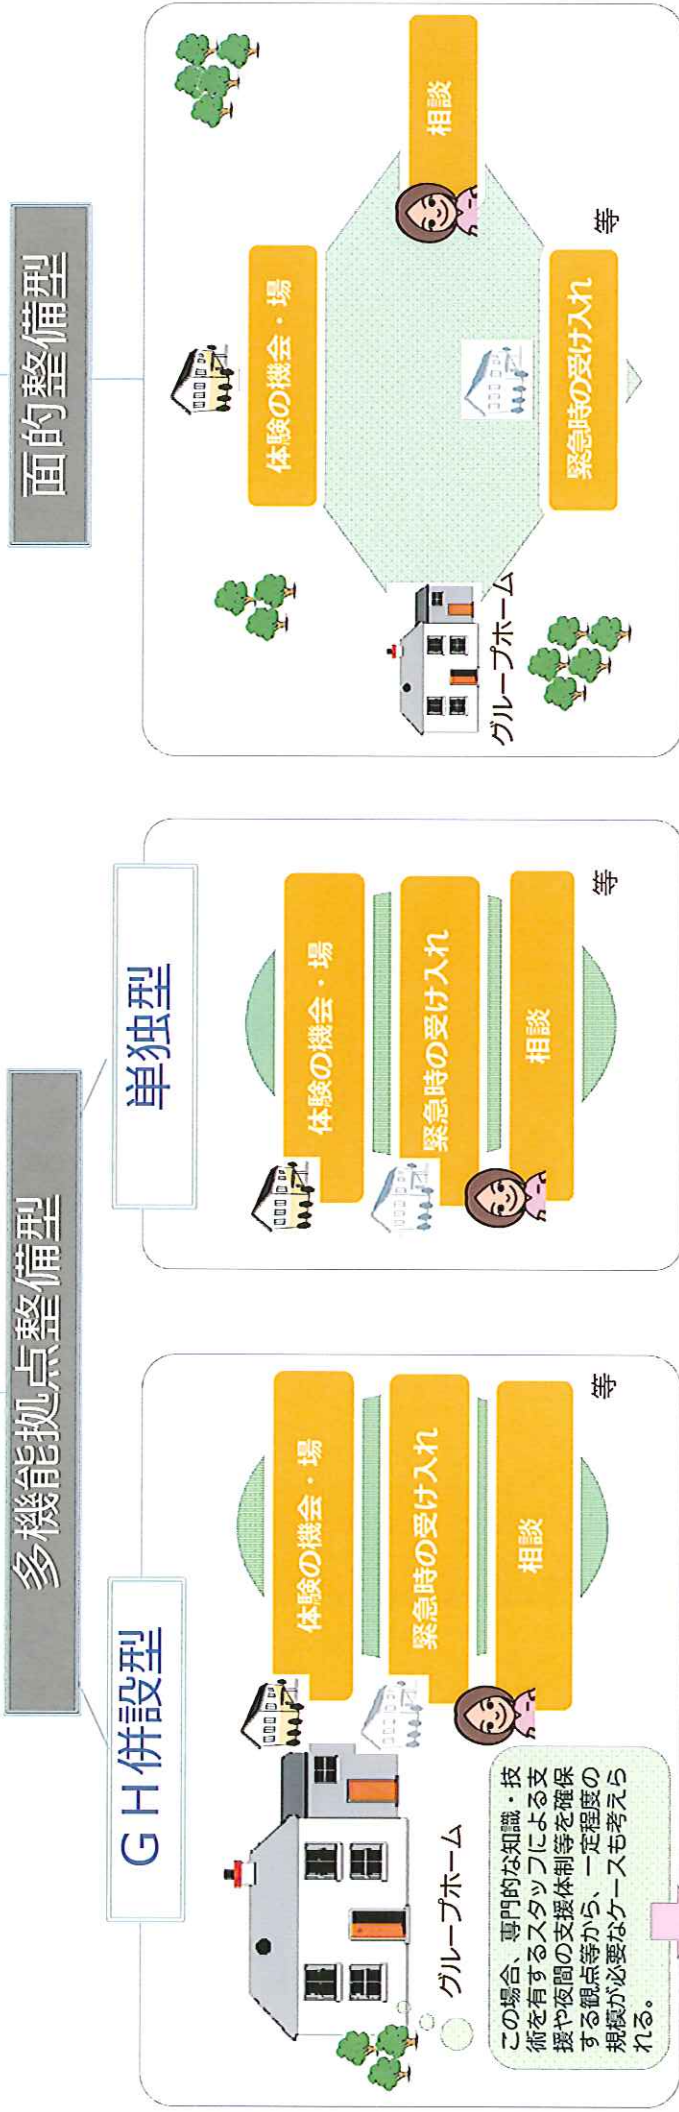 多機能拠点整備型
GH併設型
体験の機会・場
緊急時の受け入れ
相談
等
グループホーム
この場合、専門的な知識・技
術を有するスタッフによる支
援や夜間の支援体制等を確保
する観点等から、一定程度の
規模が必要なケースも考えら
れる。
単独型
体験の機会・場
緊急時の受け入れ
相談
等
面的整備型
体験の機会・場
相談
グループホーム
緊急時の受け入れ
等